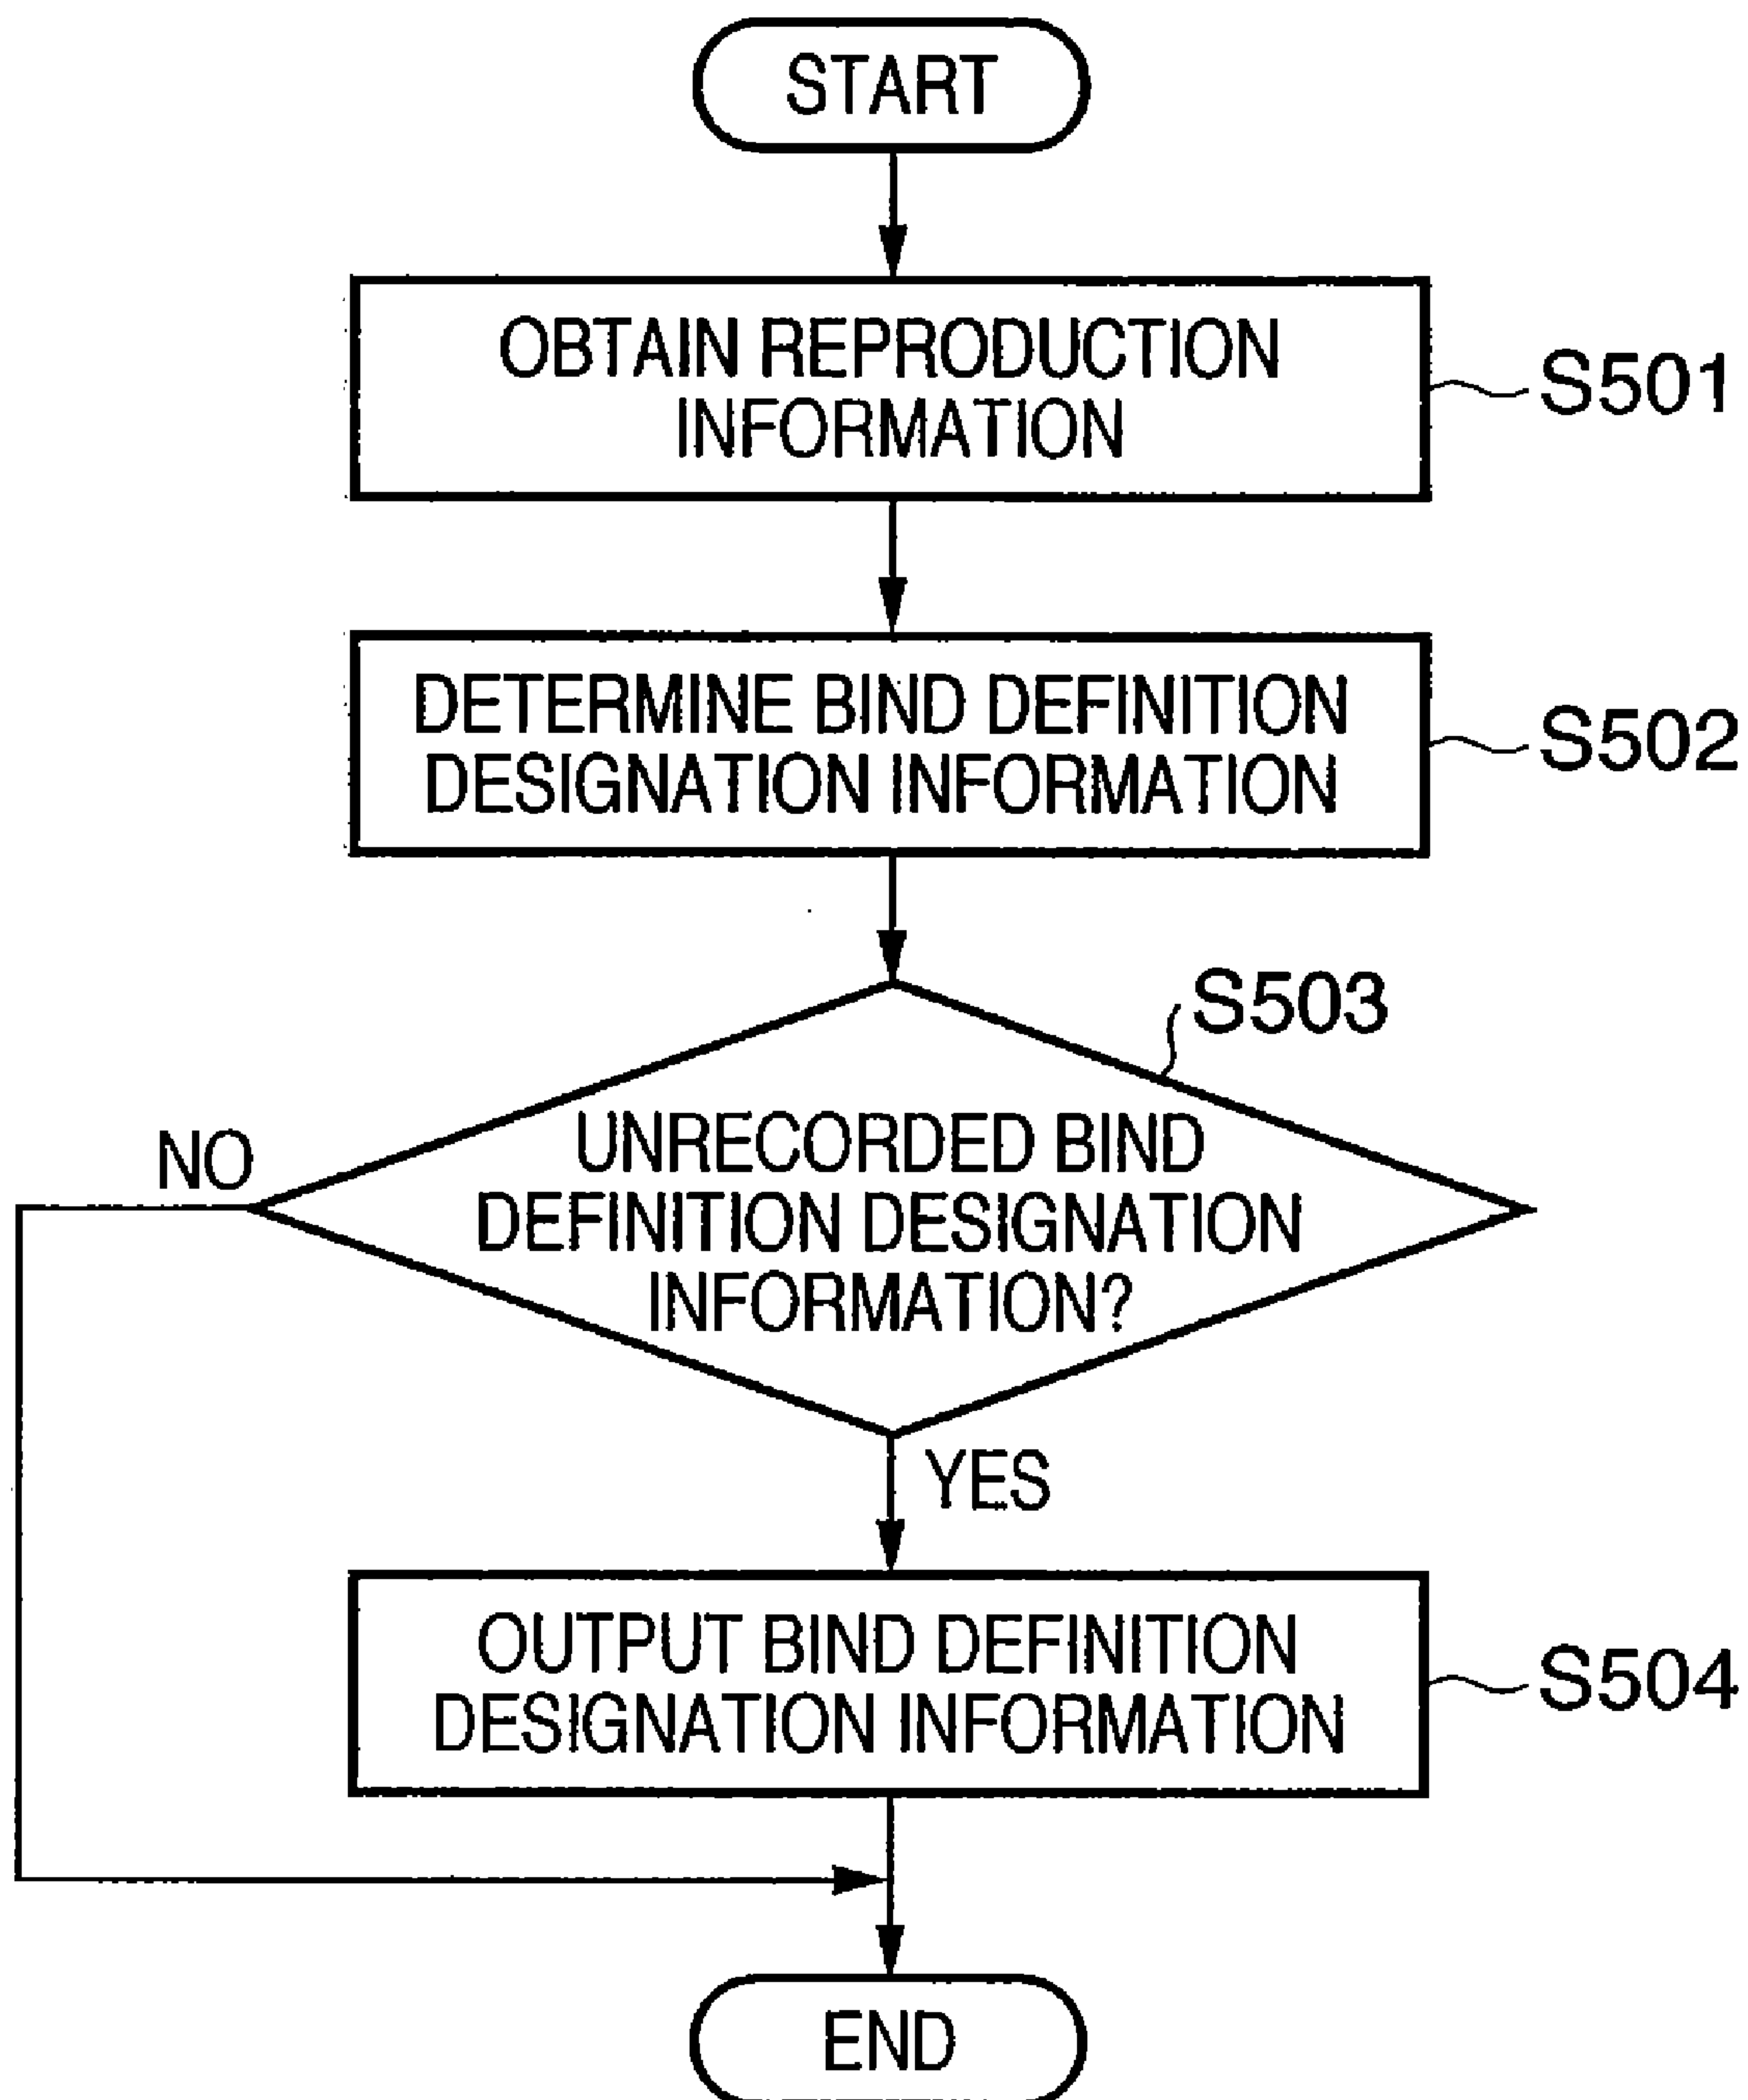 START
OBTAIN REPRODUCTION
INFORMATION
S501
DETERMINE BIND DEFINITION
DESIGNATION INFORMATION
S502
S503
UNRECORDED BIND
DEFINITION DESIGNATION
INFORMATION?
NO
YES
OUTPUT BIND DEFINITION
DESIGNATION INFORMATION
S504
END